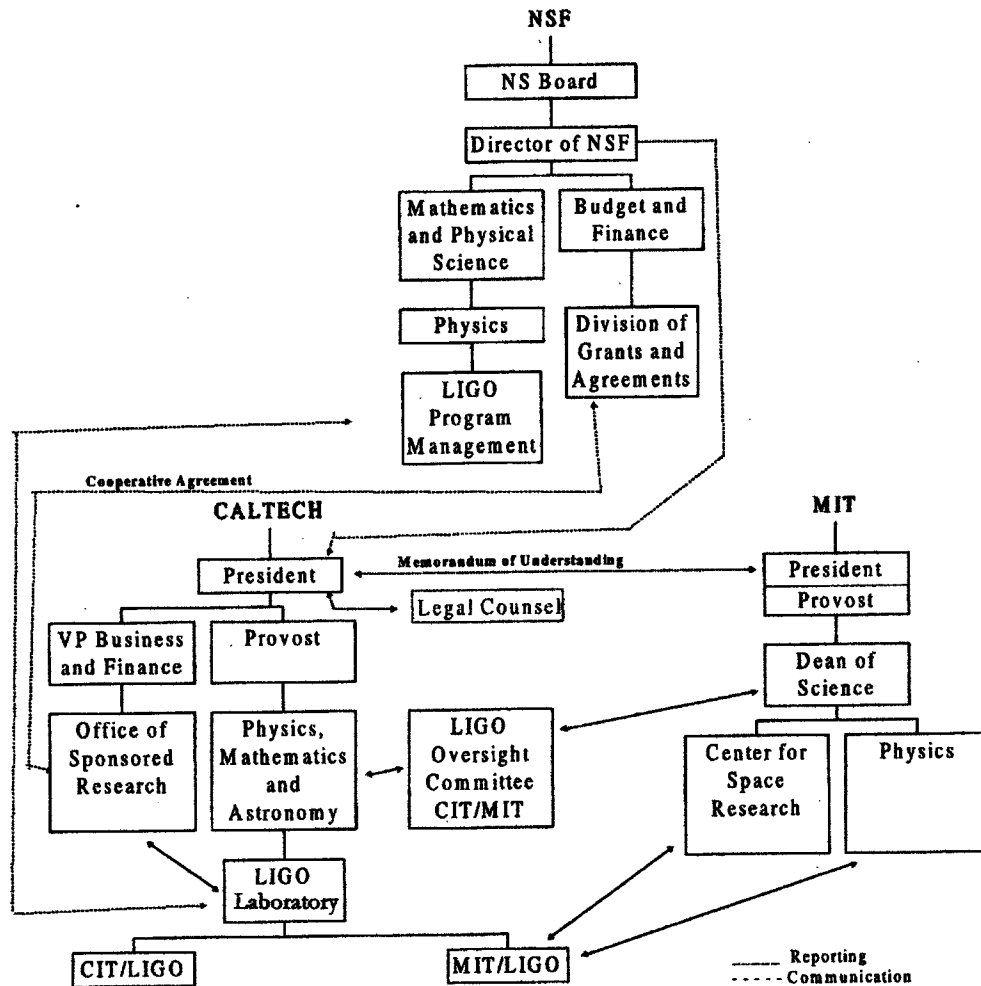 NSF
NS Board
Director of NSF
Mathematics
and Physical
Science
Budget and
Finance
Physics
Division of
Grants and
Agreements
LIGO
Program
Management
Cooperative Agreement
CALTECH
MIT
President
Memorandum of Understanding
President
Provost
Legal Counsel
VP Business
and Finance
Provost
Dean of
Science
Office of
Sponsored
Research
Physics,
Mathematics
and
Astronomy
LIGO
Oversight
Committee
CIT/MIT
Center for
Space
Research
Physics
LIGO
Laboratory
CIT/LIGO
MIT/LIGO
Reporting
Communication